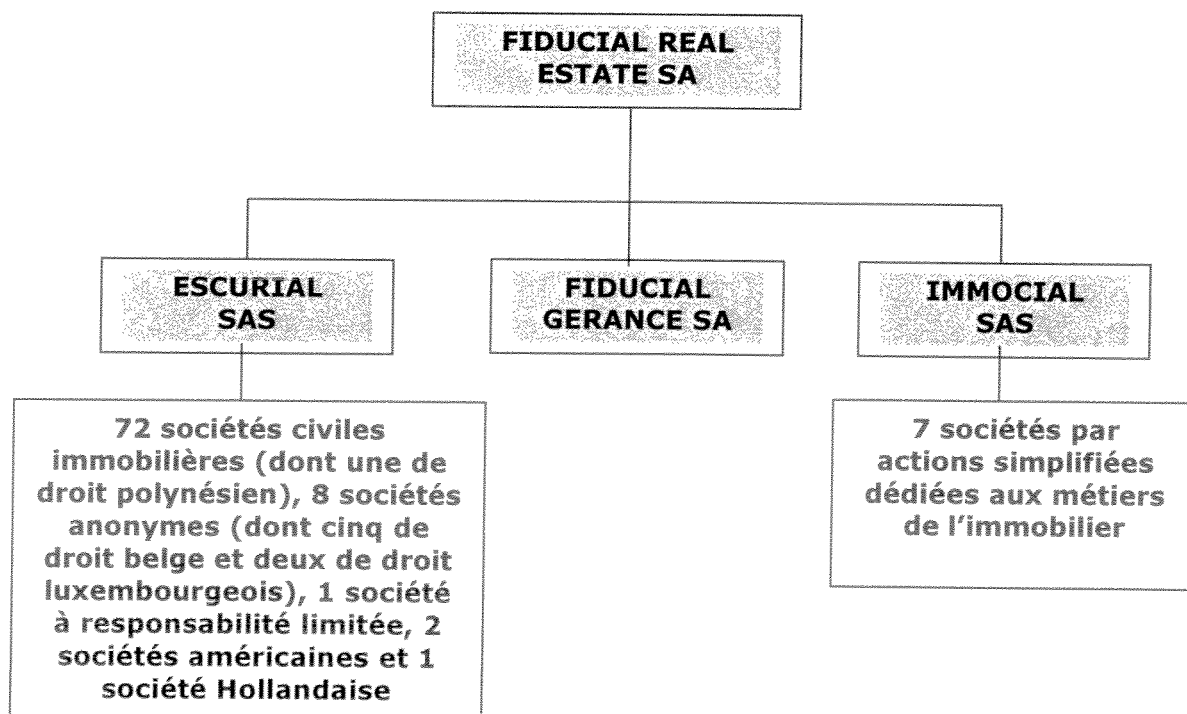 FIDUCIAL REAL
ESTATE SA
ESCURIAL
SAS
FIDUCIAL
GERANCE SA
IMMOCIAL
SAS
72 sociétés civiles
immobilières (dont une de
droit polynésien), 8 sociétés
anonymes (dont cinq de
droit belge et deux de droit
luxembourgeois), 1 société
à responsabilité limitée, 2
sociétés américaines et 1
société Hollandaise
7 sociétés par
actions simplifiées
dédiées aux métiers
de l'immobilier